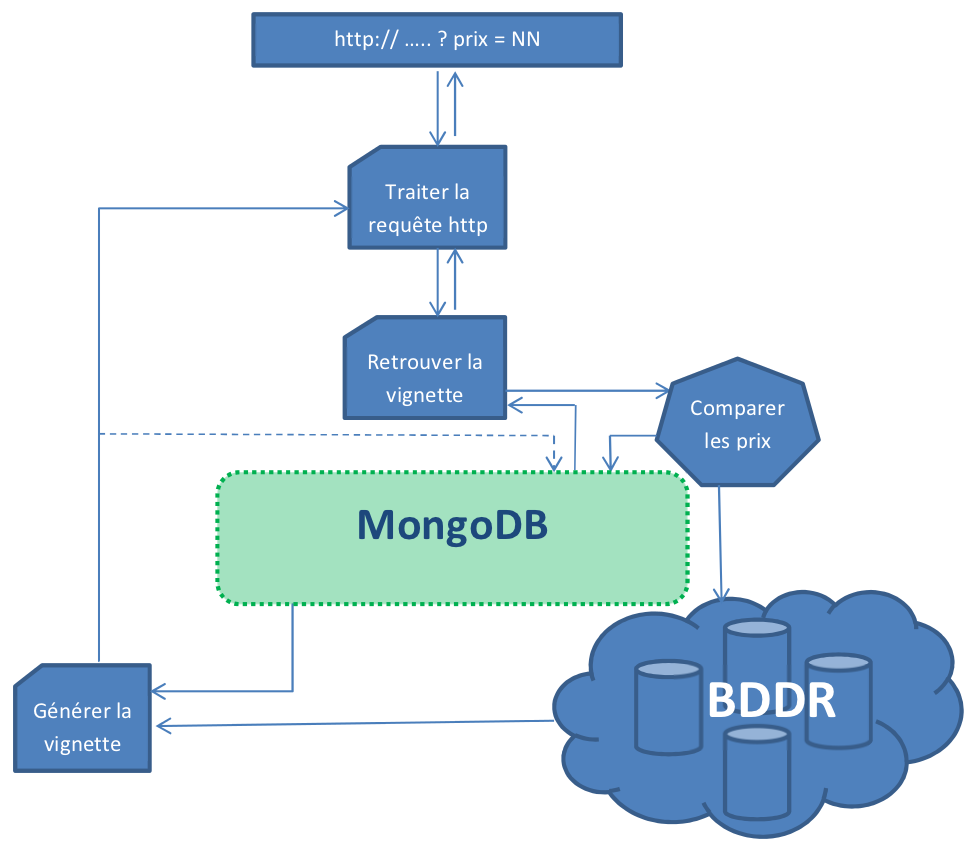 http:// ..... ? prix = NN
Traiter la
requête http
Retrouver la
vignette
Comparer
les prix
MongoDB
BDDR
Générer la
vignette